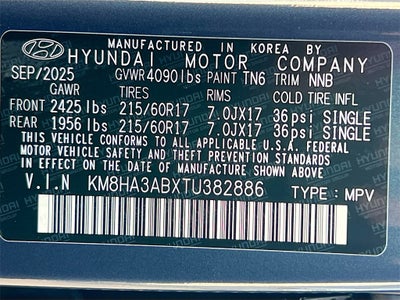 MANUFACTURED IN KOREA BY
HYUNDAI MOTOR COMPANY
SEP/2025 GVWR 4090 lbs PAINT TN6 TRIM NNB
GAWR TIRES RIMS COLD TIRE INFL
FRONT 2425 lbs 215/60R17 7.0JX17 36psi SINGLE
REAR 1956 lbs 215/60R17 7.0JX17 36psi SINGLE
THIS VEHICLE CONFORMS TO ALL APPLICABLE U.S. FEDERAL
MOTOR VEHICLE SAFETY, BUMPER, AND THEFT PREVENTION STANDARDS
IN EFFECT ON THE DATE OF MANUFACTURE SHOWN ABOVE.
V.I.N KM8HA3ABXTU382886 TYPE : MPV